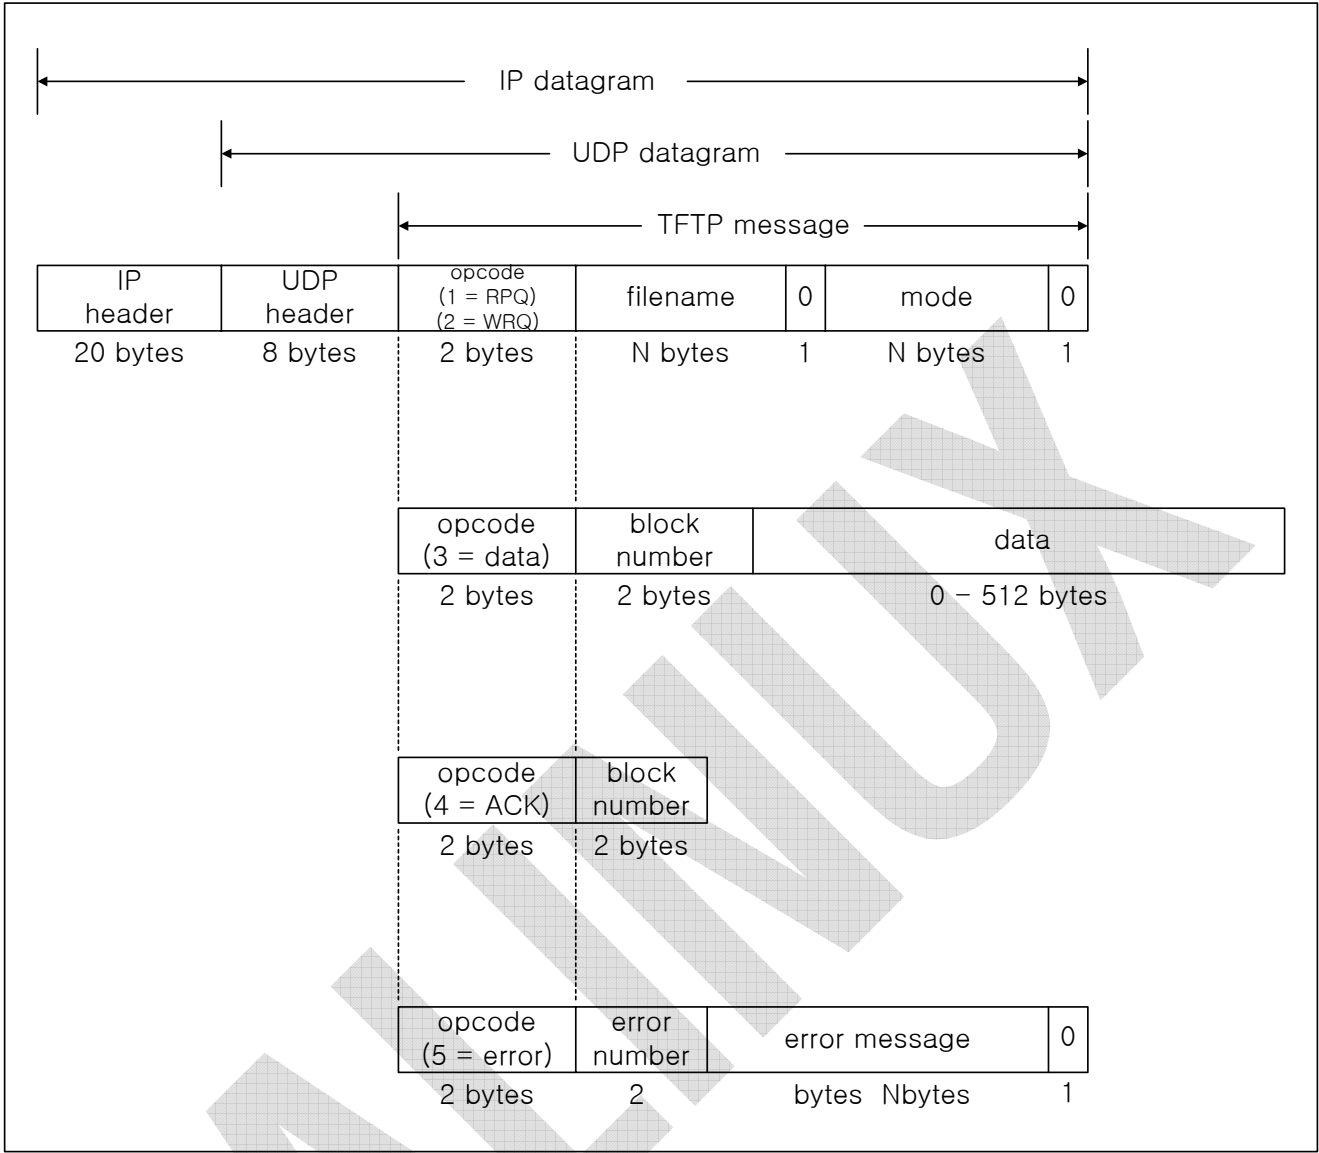 IP datagram
UDP datagram
TFTP message
IP header
UDP header
opcode
(1 = RPQ)
(2 = WRQ)
filename
0
mode
0
20 bytes
8 bytes
2 bytes
N bytes
1
N bytes
1
opcode
(3 = data)
block
number
data
2 bytes
2 bytes
0 - 512 bytes
opcode
(4 = ACK)
block
number
2 bytes
2 bytes
opcode
(5 = error)
error
number
error message
0
2 bytes
2
bytes Nbytes
1
ALINUX